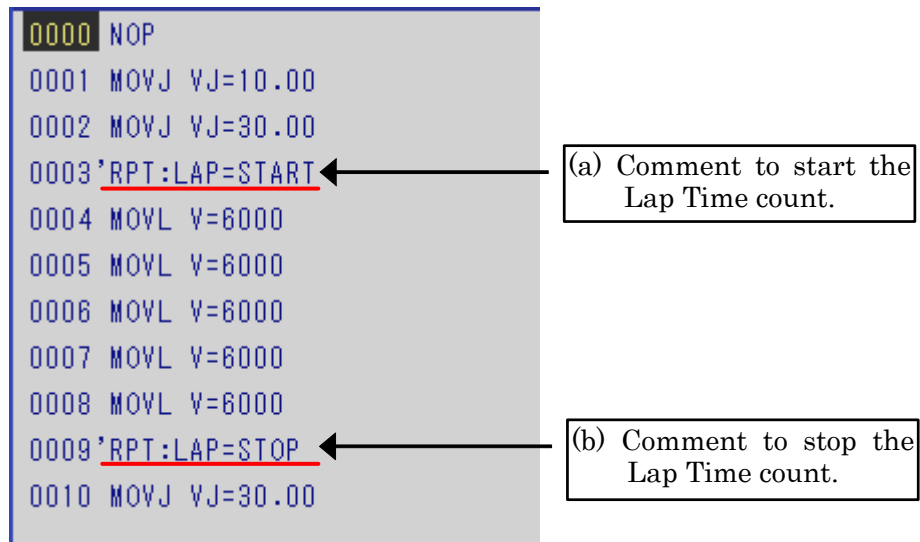 0000 NOP
0001 MOVJ VJ=10.00
0002 MOVJ VJ=30.00
0003'RPT:LAP=START
(a) Comment to start the
Lap Time count.
0004 MOVL V=6000
0005 MOVL V=6000
0006 MOVL V=6000
0007 MOVL V=6000
0008 MOVL V=6000
0009'RPT:LAP=STOP
(b) Comment to stop the
Lap Time count.
0010 MOVJ VJ=30.00